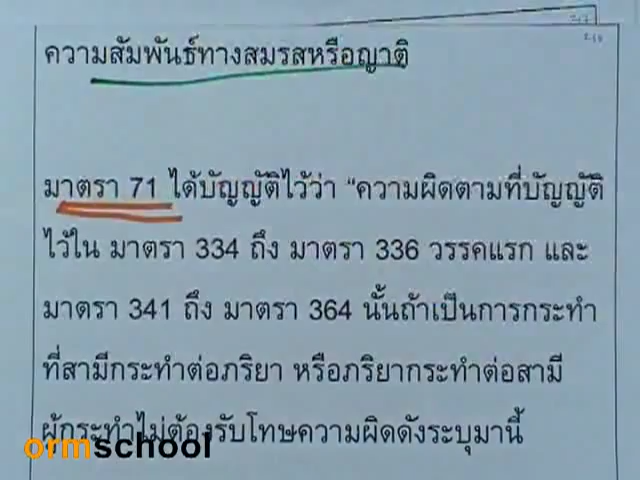 ความสัมพันธ์ทางสมรสหรือญาติ
มาตรา 71 ได้บัญญัติไว้ว่า “ความผิดตามที่บัญญัติ
ไว้ใน มาตรา 334 ถึง มาตรา 336 วรรคแรก และ
มาตรา 341 ถึง มาตรา 364 นั้นถ้าเป็นการกระทำ
ที่สามีกระทำต่อภริยา หรือภริยากระทำต่อสามี
ผู้กระทำไม่ต้องรับโทษความผิดดังระบุมานี้
ormschool